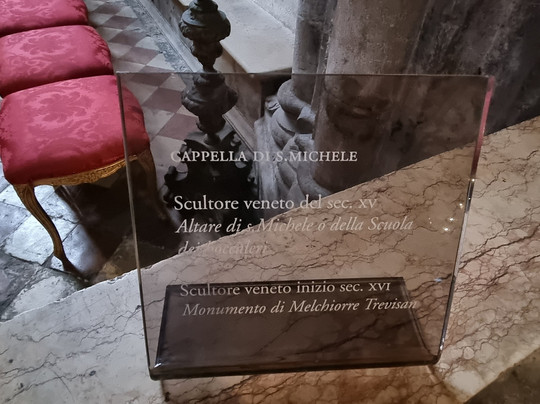 CAPPELLA DI S.MICHELE
Scultore veneto del sec. XV
Altare di s.Michele o della Scuola
dei Boccaleri
Scultore veneto inizio sec. XVI
Monumento di Melchiorre Trevisan